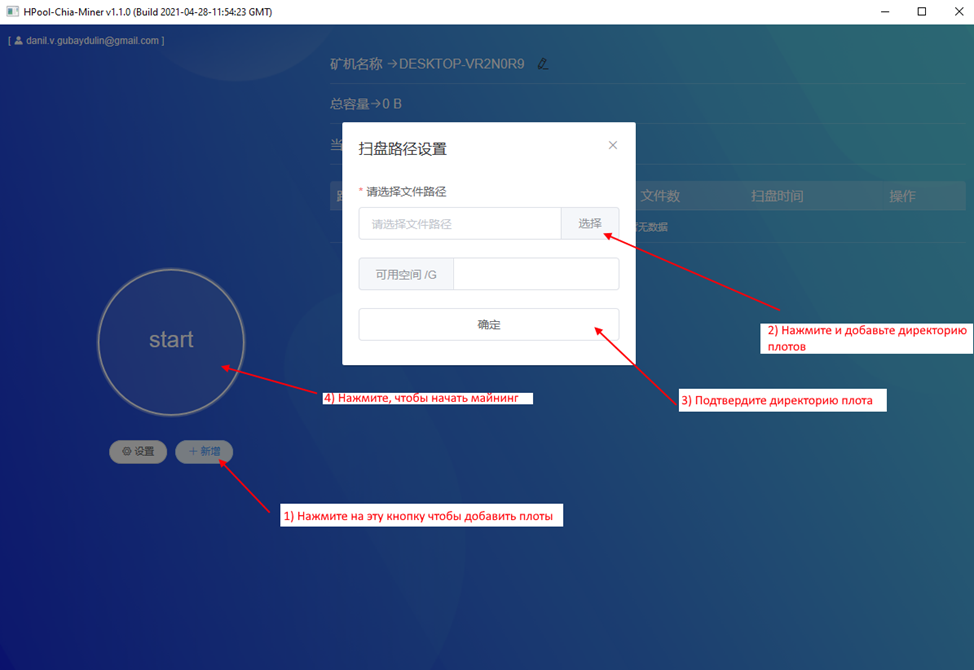 HPool-Chia-Miner v1.1.0 (Build 2021-04-28-11:54:23 GMT)
[ danil.v.gubaydulin@gmail.com ]
矿机名称 →DESKTOP-VR2N0R9
总容量→0 B
当
扫盘路径设置
* 请选择文件路径
请选择文件路径
选择
文件数
扫盘时间
操作
无数据
可用空间 /G
确定
start
2) Нажмите и добавьте директорию
плотов
4) Нажмите, чтобы начать майнинг
3) Подтвердите директорию плота
设置
+ 新增
1) Нажмите на эту кнопку чтобы добавить плоты